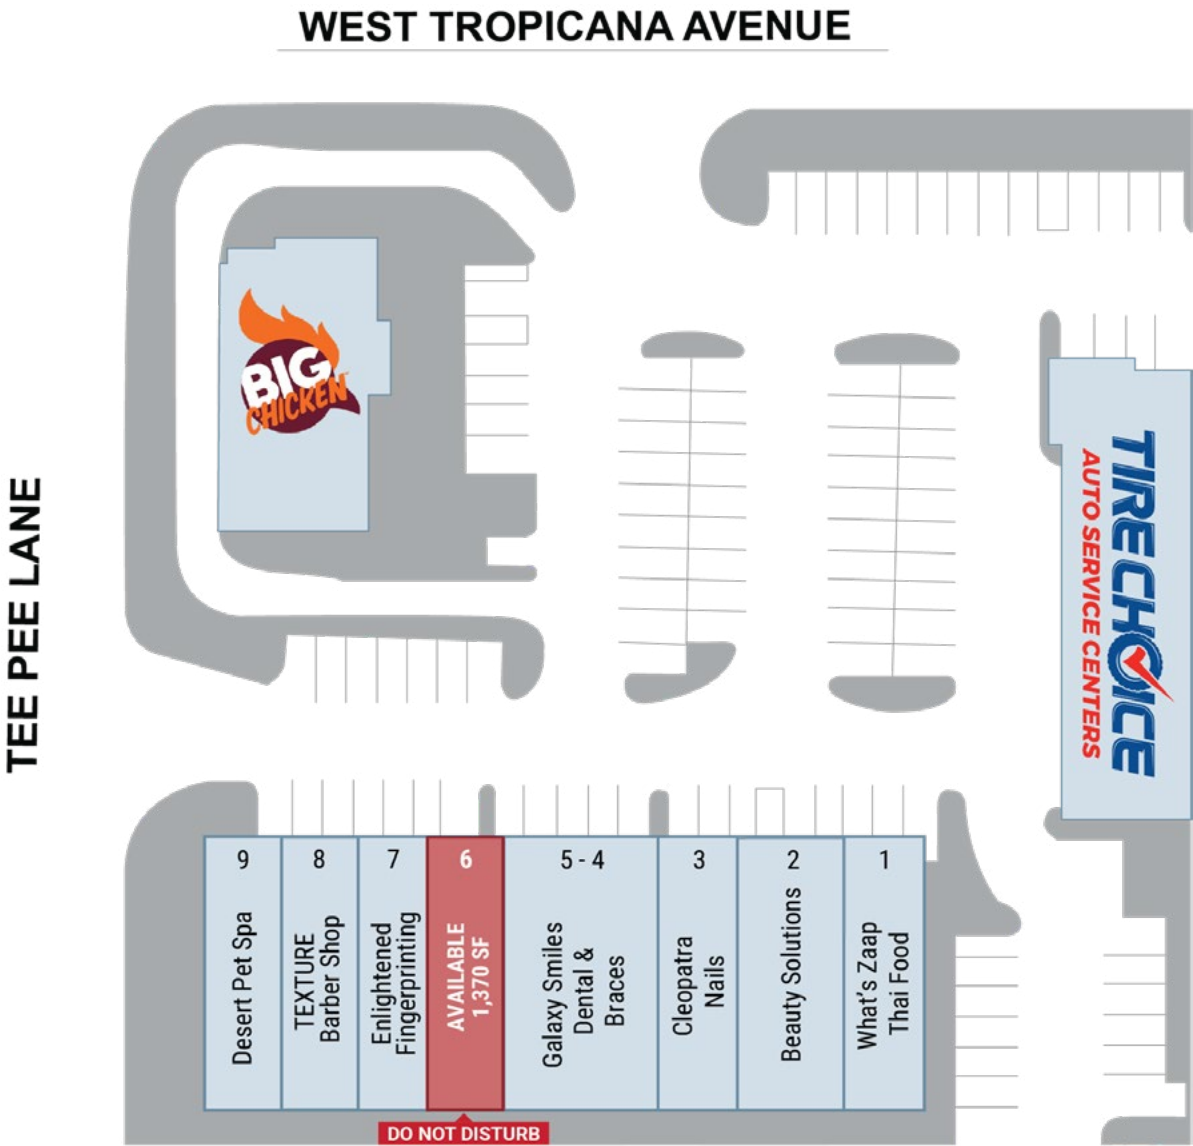 WEST TROPICANA AVENUE
TEE PEE LANE
BIG
CHICKEN
TIRE CHOICE
AUTO SERVICE CENTERS
9
Desert Pet Spa
8
TEXTURE
Barber Shop
7
Enlightened
Fingerprinting
6
AVAILABLE
1,370 SF
5 - 4
Galaxy Smiles
Dental &
Braces
3
Cleopatra
Nails
2
Beauty Solutions
1
What's Zaap
Thai Food
DO NOT DISTURB